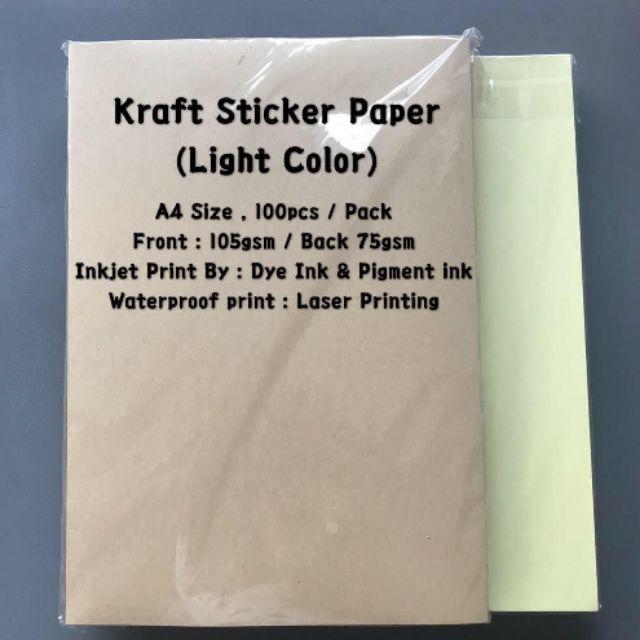 Kraft Sticker Paper
(Light Color)
A4 Size , 100pcs / Pack
Front : 105gsm / Back 75gsm
Inkjet Print By : Dye Ink & Pigment ink
Waterproof print : Laser Printing